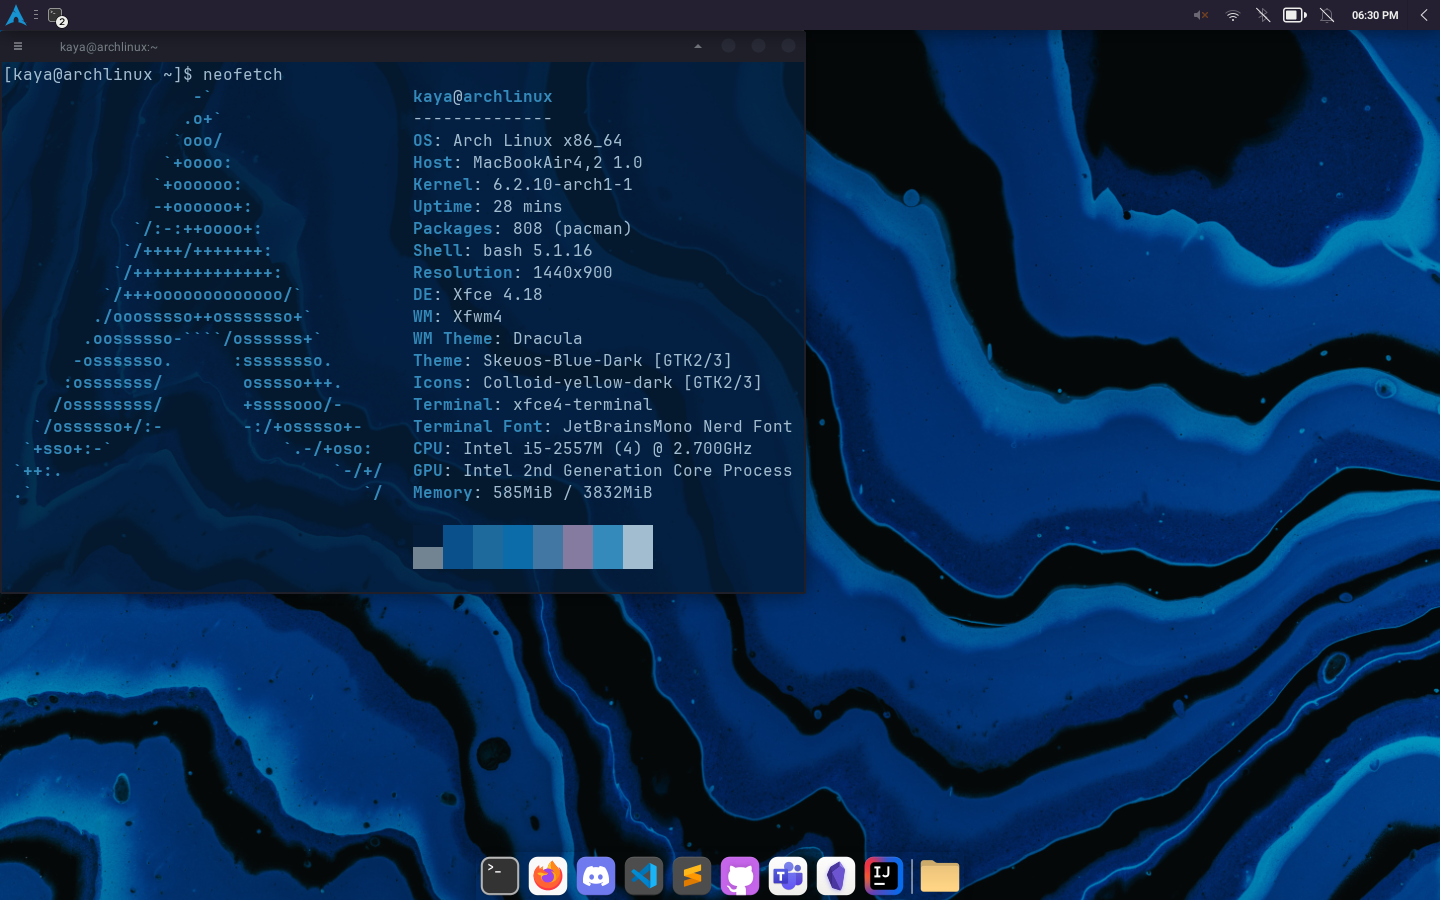 2
06:30 PM
kaya@archlinux:~
[kaya@archlinux ~]$ neofetch
-`
.o+`
`ooo/
`+oooo:
`+oooooo:
-+oooooo+:
`/:-:++oooo+:
`/++++/+++++++:
`/++++++++++++++:
`/+++ooooooooooooo/`
./ooosssso++osssssso+`
.oossssso-````/ossssss+`
-osssssso.      :ssssssso.
:osssssss/        osssso+++.
/ossssssss/        +ssssooo/-
`/ossssso+/:-        -:/+osssso+-
`+sso+:-`                 `.-/+oso:
`++:.                           `-/+/
.`                                 `/
kaya@archlinux
--------------
OS: Arch Linux x86_64
Host: MacBookAir4,2 1.0
Kernel: 6.2.10-arch1-1
Uptime: 28 mins
Packages: 808 (pacman)
Shell: bash 5.1.16
Resolution: 1440x900
DE: Xfce 4.18
WM: Xfwm4
WM Theme: Dracula
Theme: Skeuos-Blue-Dark [GTK2/3]
Icons: Colloid-yellow-dark [GTK2/3]
Terminal: xfce4-terminal
Terminal Font: JetBrainsMono Nerd Font
CPU: Intel i5-2557M (4) @ 2.700GHz
GPU: Intel 2nd Generation Core Process
Memory: 585MiB / 3832MiB
>_
T
IJ